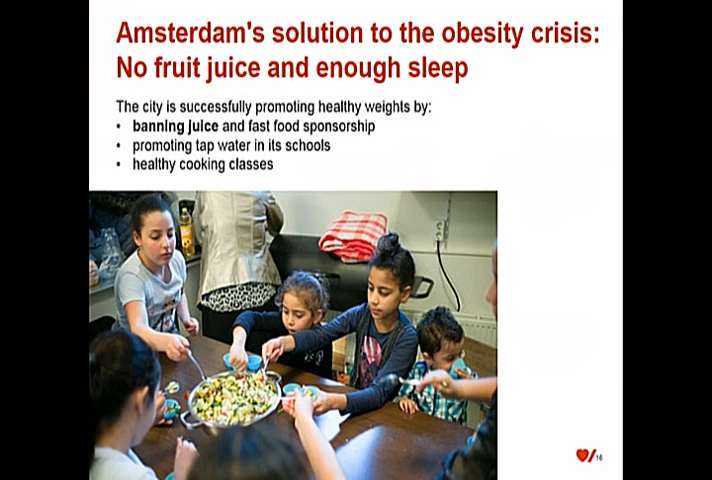 Amsterdam's solution to the obesity crisis:
No fruit juice and enough sleep
The city is successfully promoting healthy weights by:
• banning juice and fast food sponsorship
• promoting tap water in its schools
• healthy cooking classes
16